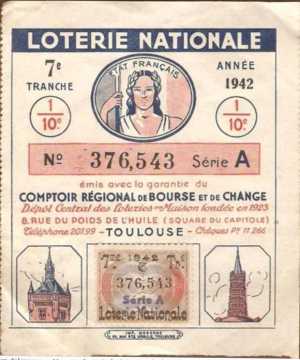 LOTERIE NATIONALE
7e TRANCHE
ÉTAT FRANÇAIS
ANNÉE 1942
1/10e
1/10e
No 376,543 Série A
émis avec la garantie du
COMPTOIR RÉGIONAL DE BOURSE ET DE CHANGE
Dépôt Central des Loteries - Maison fondée en 1923
8, RUE DU POIDS DE L'HUILE (SQUARE DU CAPITOLE)
Téléphone 201.99 - TOULOUSE - Chèques Pt 11 266
1942
376,543
Série A
Loterie Nationale